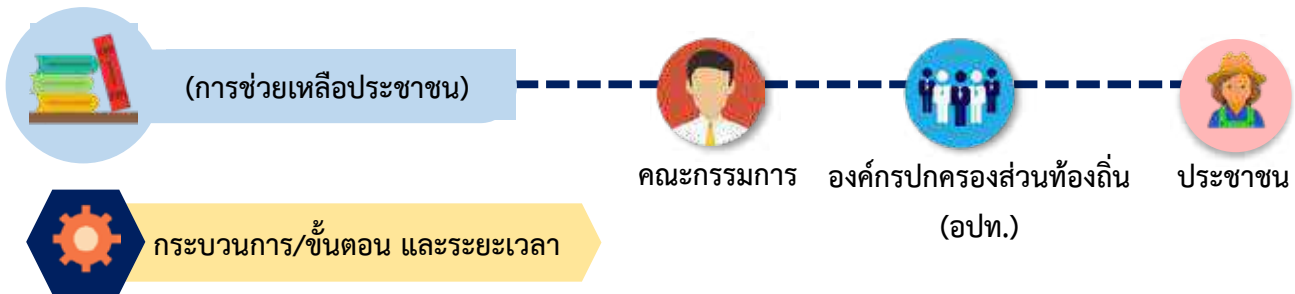 (การช่วยเหลือประชาชน)
คณะกรรมการ
องค์กรปกครองส่วนท้องถิ่น
(อปท.)
ประชาชน
กระบวนการ/ขั้นตอน และระยะเวลา